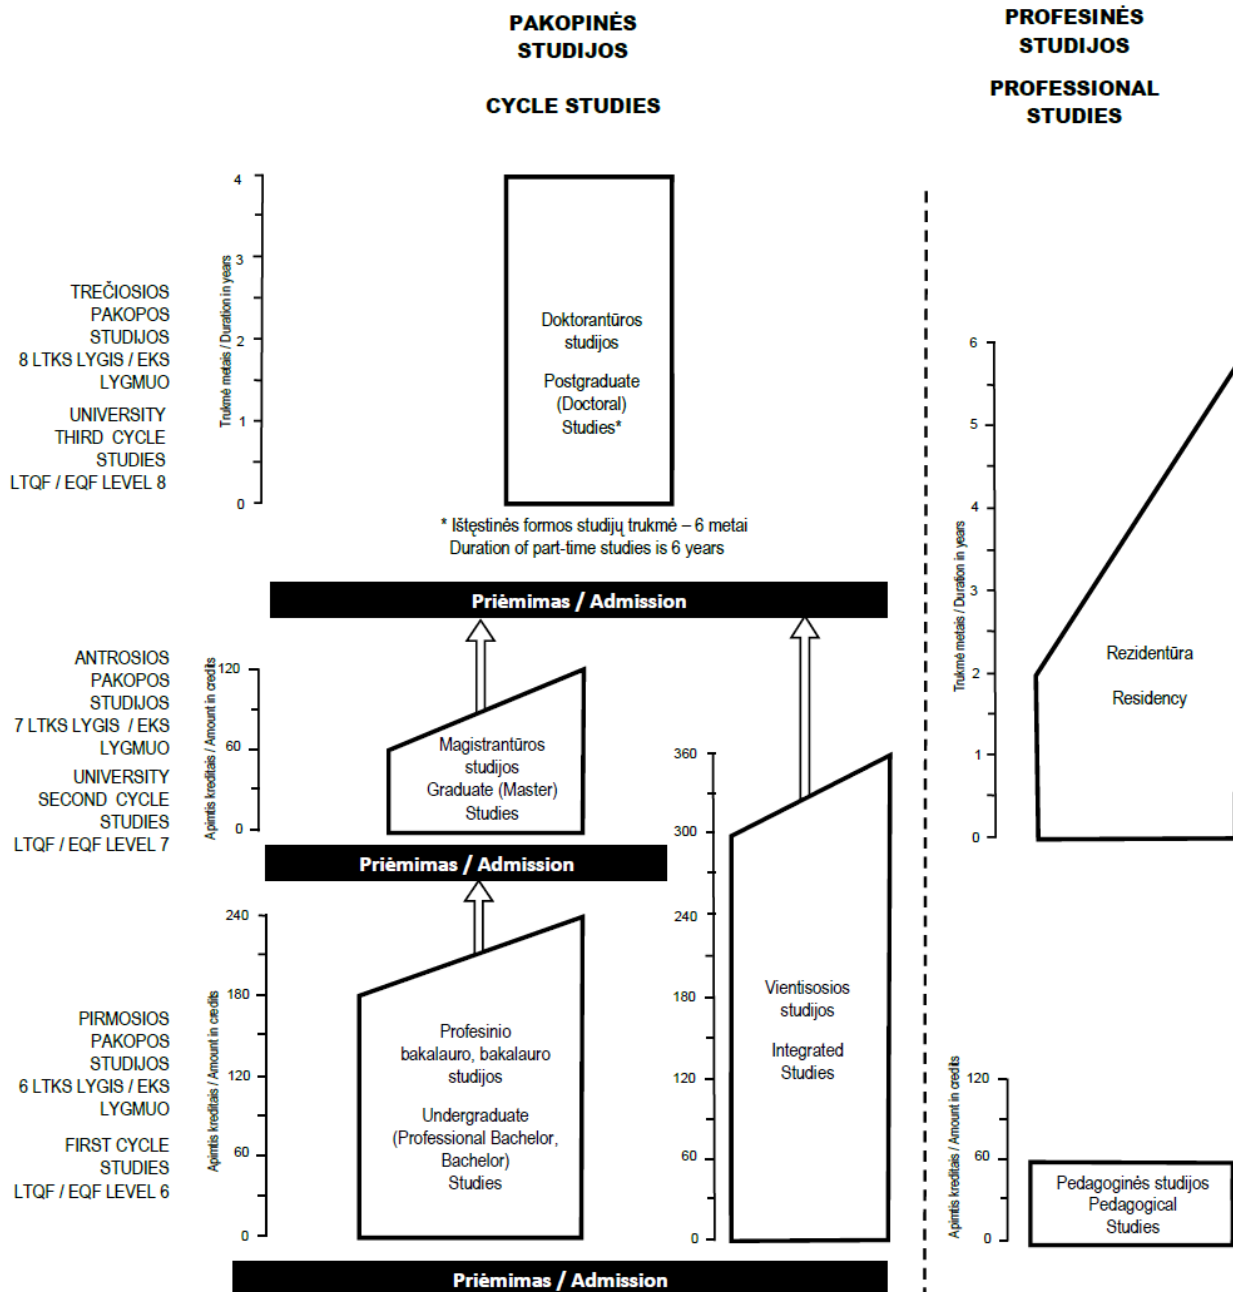 PAKOPINĖS
STUDIJOS
CYCLE STUDIES
PROFESINĖS
STUDIJOS
PROFESSIONAL
STUDIES
TREČIOSIOS
PAKOPOS
STUDIJOS
8 LTKS LYGIS / EKS
LYGMUO
UNIVERSITY
THIRD CYCLE
STUDIES
LTQF / EQF LEVEL 8
Trukmė metais / Duration in years
4
3
2
1
0
Doktorantūros
studijos
Postgraduate
(Doctoral)
Studies*
* Ištęstinės formos studijų trukmė – 6 metai
Duration of part-time studies is 6 years
Priėmimas / Admission
ANTROSIOS
PAKOPOS
STUDIJOS
7 LTKS LYGIS / EKS
LYGMUO
UNIVERSITY
SECOND CYCLE
STUDIES
LTQF / EQF LEVEL 7
Apimtis kreditais / Amount in credits
120
60
0
Magistrantūros
studijos
Graduate (Master)
Studies
Priėmimas / Admission
PIRMOSIOS
PAKOPOS
STUDIJOS
6 LTKS LYGIS / EKS
LYGMUO
FIRST CYCLE
STUDIES
LTQF / EQF LEVEL 6
Apimtis kreditais / Amount in credits
240
180
120
60
0
Profesinio
bakalauro, bakalauro
studijos
Undergraduate
(Professional Bachelor,
Bachelor)
Studies
360
300
240
180
120
60
0
Vientisosios
studijos
Integrated
Studies
Priėmimas / Admission
Trukmė metais / Duration in years
6
5
4
3
2
1
0
Rezidentūra
Residency
Apimtis kreditais / Amount in credits
120
60
0
Pedagoginės studijos
Pedagogical
Studies